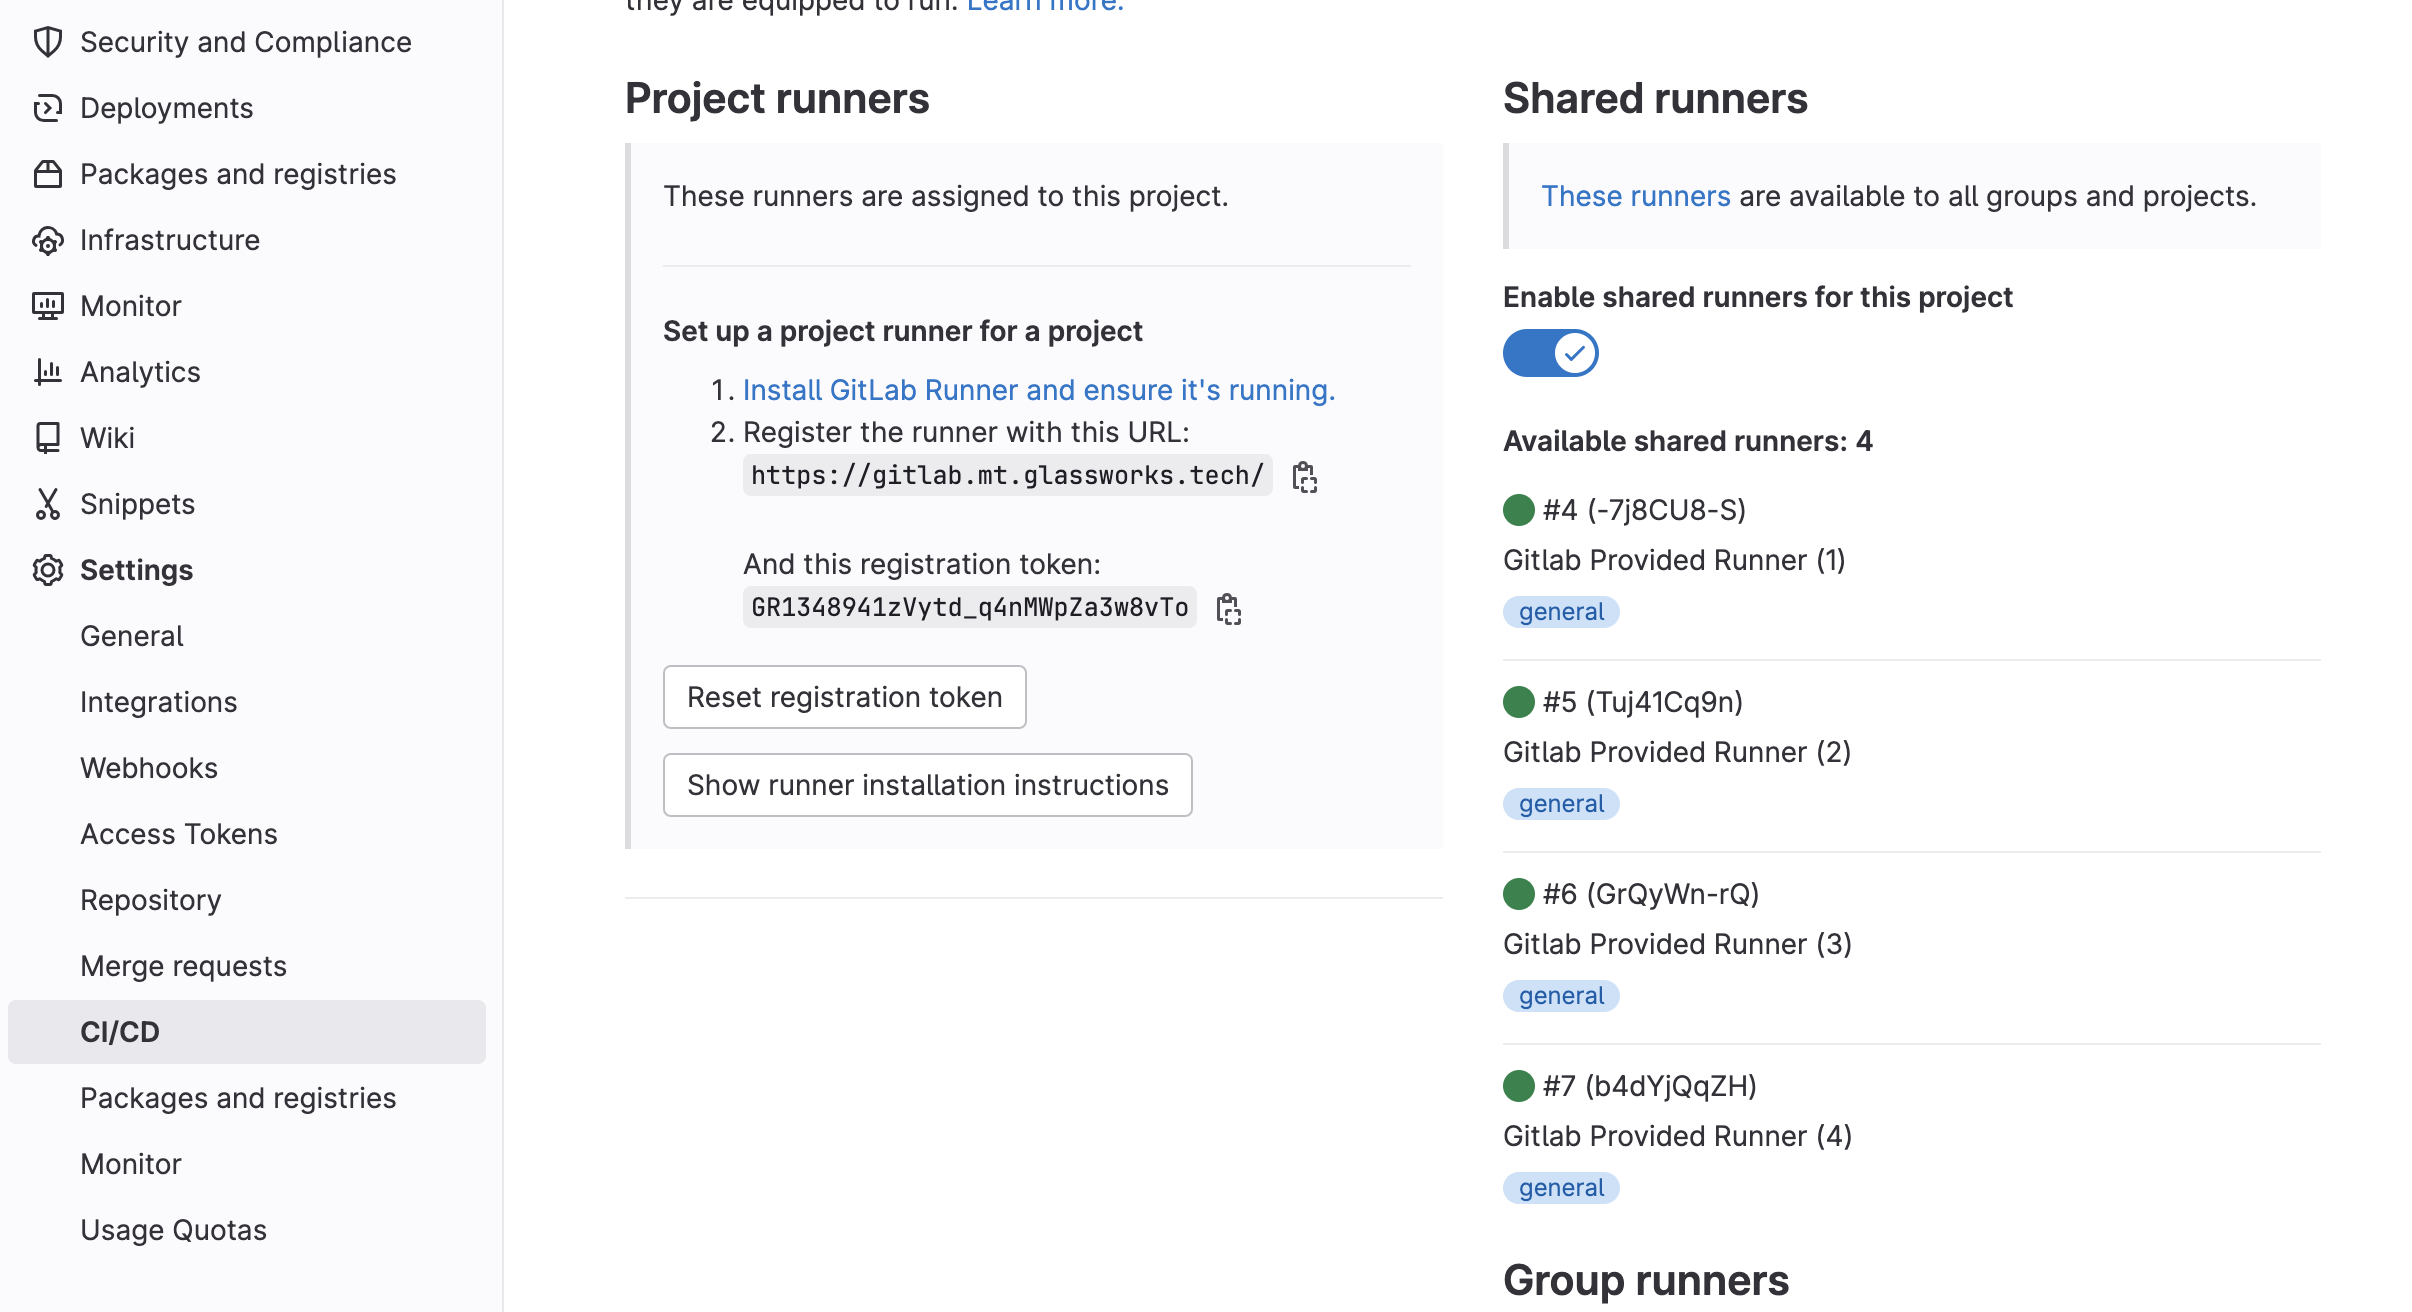 they are equipped to run. Learn more.
Security and Compliance
Deployments
Packages and registries
Infrastructure
Monitor
Analytics
Wiki
Snippets
Settings
General
Integrations
Webhooks
Access Tokens
Repository
Merge requests
CI/CD
Packages and registries
Monitor
Usage Quotas
Project runners
These runners are assigned to this project.
Set up a project runner for a project
1. Install GitLab Runner and ensure it's running.
2. Register the runner with this URL:
https://gitlab.mt.glassworks.tech/
And this registration token:
GR1348941zVytd_q4nMWpZa3w8vTo
Reset registration token
Show runner installation instructions
Shared runners
These runners are available to all groups and projects.
Enable shared runners for this project
Available shared runners: 4
#4 (-7j8CU8-S)
Gitlab Provided Runner (1)
general
#5 (Tuj41Cq9n)
Gitlab Provided Runner (2)
general
#6 (GrQyWn-rQ)
Gitlab Provided Runner (3)
general
#7 (b4dYjQqZH)
Gitlab Provided Runner (4)
general
Group runners